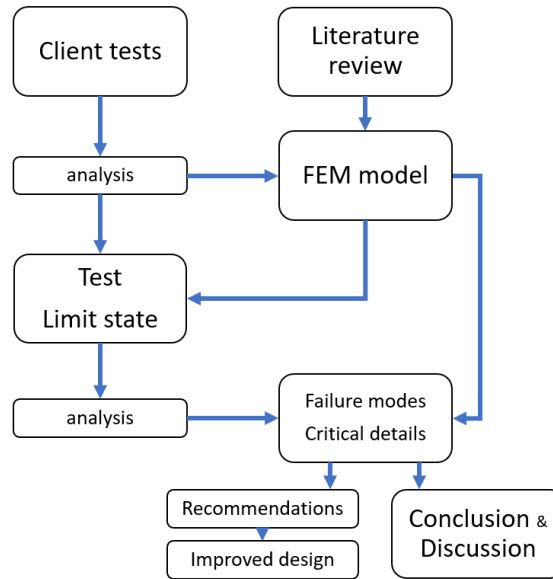 Client tests
Literature
review
analysis
FEM model
Test
Limit state
analysis
Failure modes
Critical details
Recommendations
Improved design
Conclusion &
Discussion